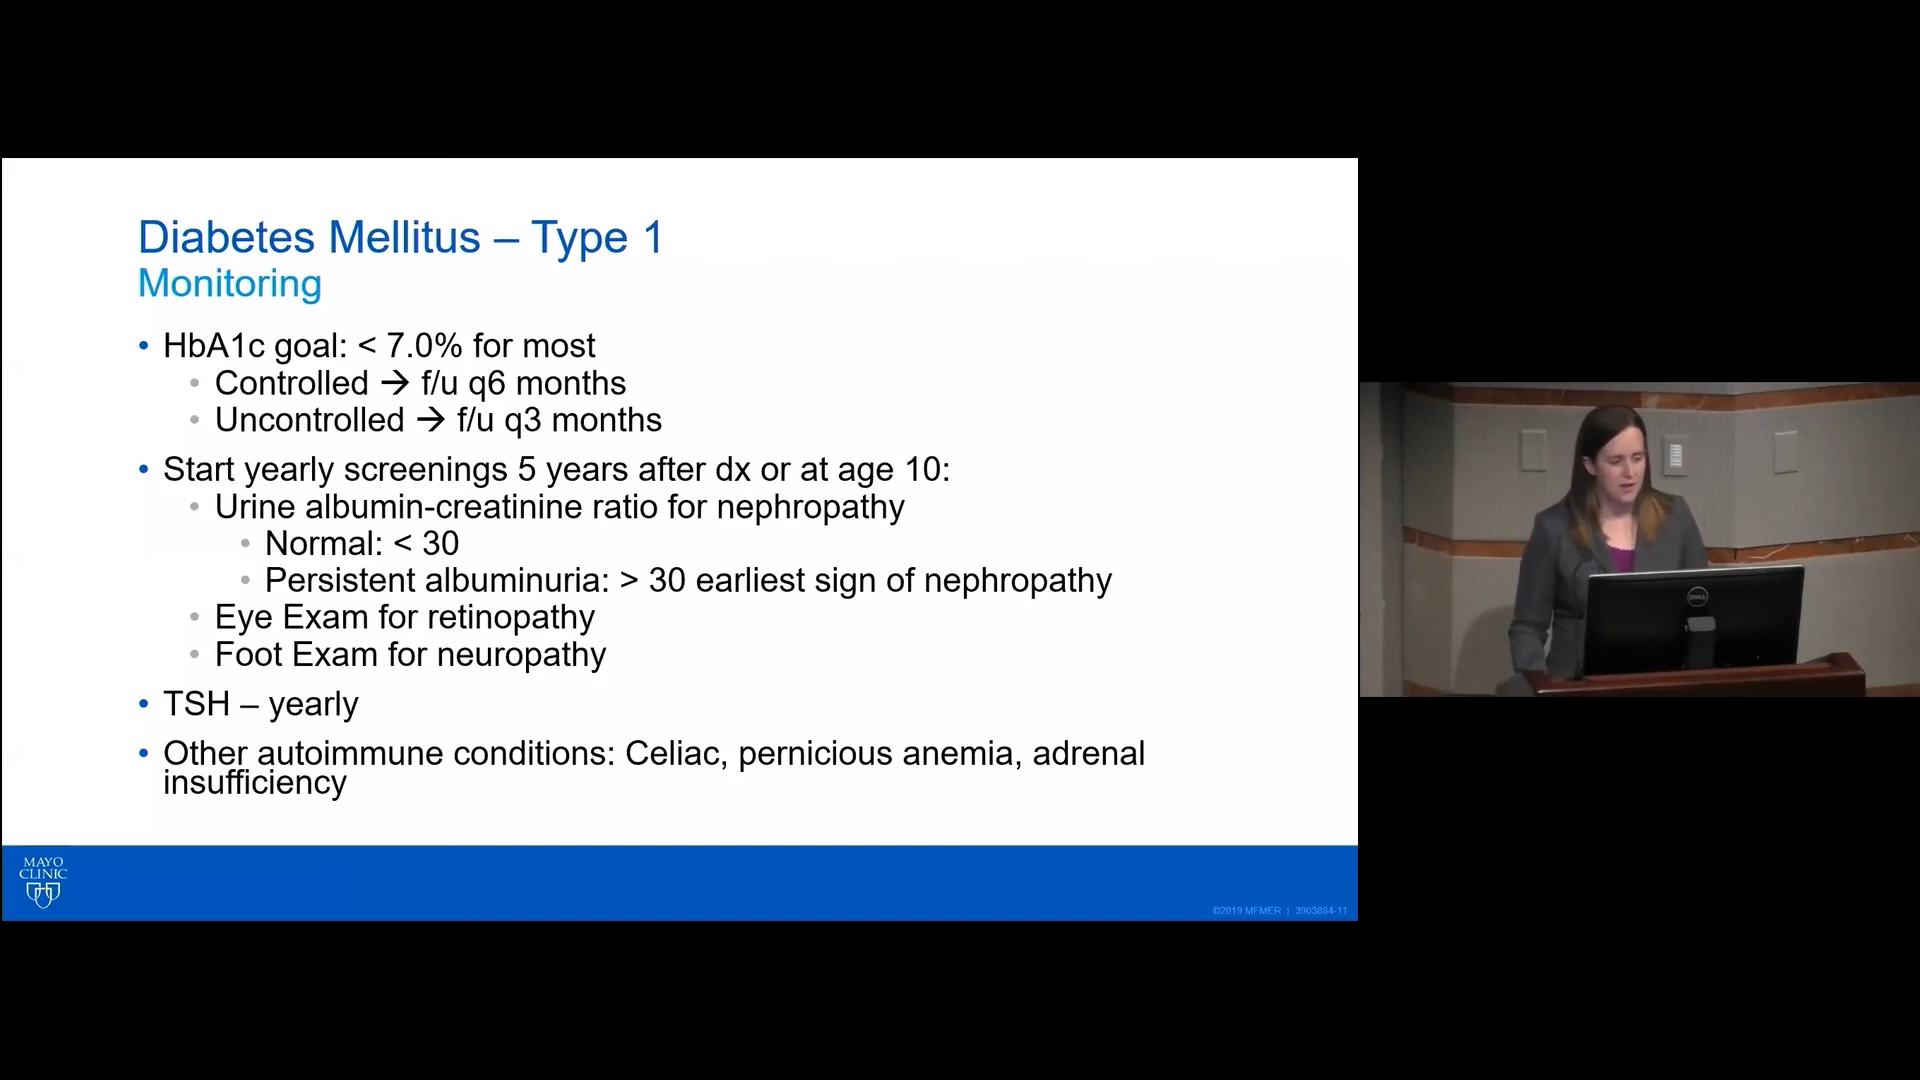 Diabetes Mellitus – Type 1
Monitoring
• HbA1c goal: < 7.0% for most
• Controlled → f/u q6 months
• Uncontrolled → f/u q3 months
• Start yearly screenings 5 years after dx or at age 10:
• Urine albumin-creatinine ratio for nephropathy
• Normal: < 30
• Persistent albuminuria: > 30 earliest sign of nephropathy
• Eye Exam for retinopathy
• Foot Exam for neuropathy
• TSH – yearly
• Other autoimmune conditions: Celiac, pernicious anemia, adrenal
insufficiency
MAYO
CLINIC
©2019 MFMER | 3903884-11
DELL